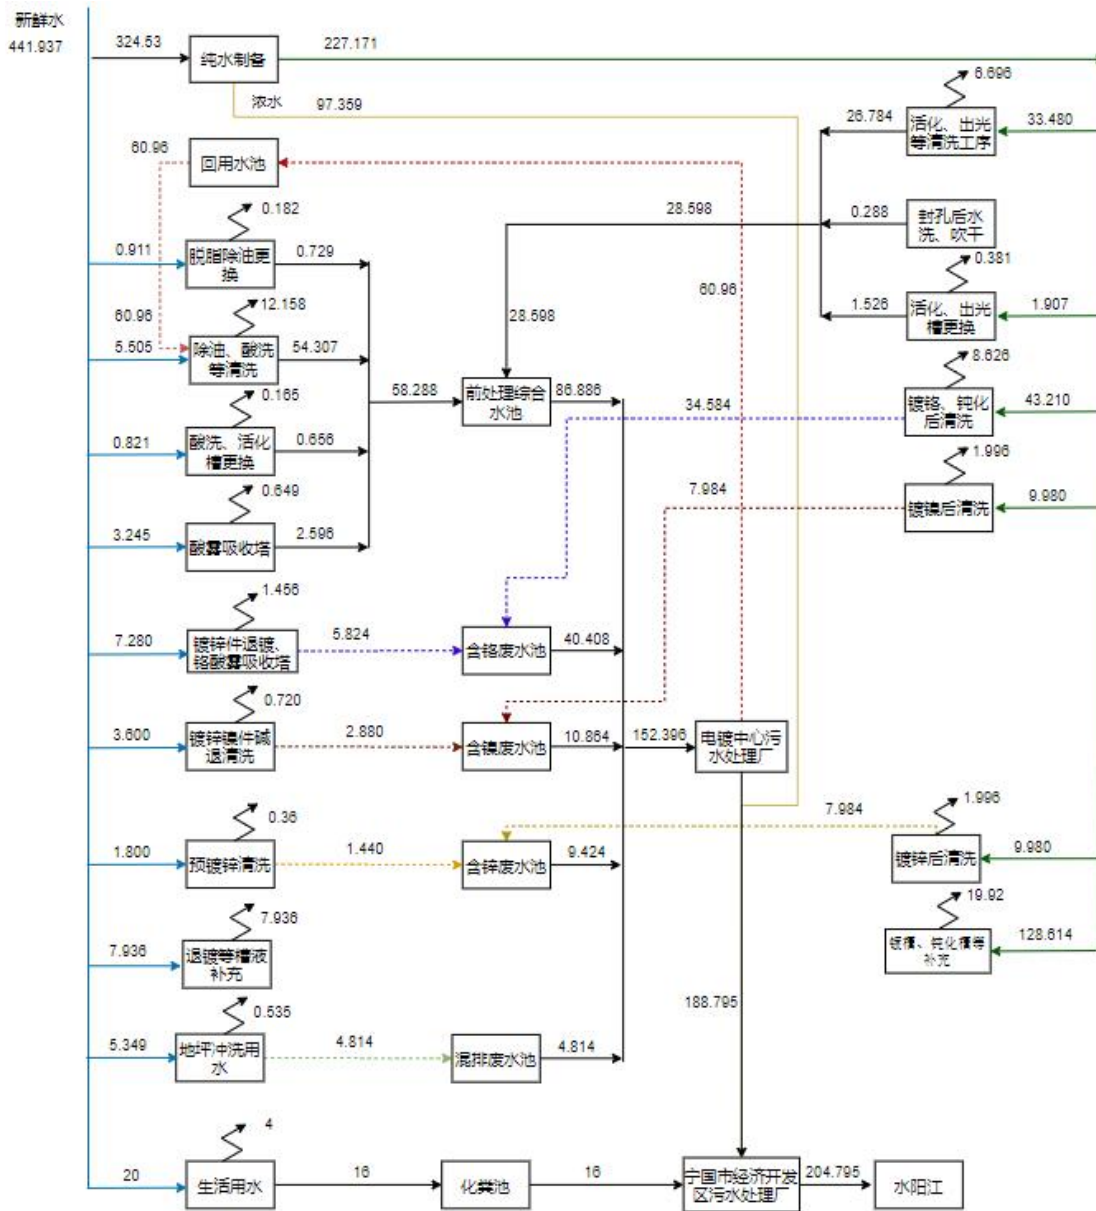 新鲜水
441.937
324.53
纯水制备
227.171
浓水
97.359
6.696
26.784
活化、出光
等清洗工序
33.480
60.96
回用水池
28.598
0.288
封孔后水
洗、吹干
0.182
0.911
脱脂除油更
换
0.729
60.96
0.381
1.526
活化、出光
槽更换
1.907
60.96
12.158
5.505
除油、酸洗
等清洗
54.307
28.598
58.288
前处理综合
水池
86.886
8.626
34.584
镀铬、钝化
后清洗
43.210
0.165
0.821
酸洗、活化
槽更换
0.656
1.996
7.984
镀镍后清洗
9.980
0.649
3.245
酸雾吸收塔
2.596
1.456
7.280
镀锌件退镀、
铬酸雾吸收塔
5.824
含铬废水池
40.408
0.720
3.600
镀锌镍件碱
退清洗
2.880
含镍废水池
10.864
152.396
电镀中心污
水处理厂
0.36
1.800
预镀锌清洗
1.440
含锌废水池
9.424
7.984
1.996
镀锌后清洗
9.980
7.936
7.936
退镀等槽液
补充
19.92
镀槽、钝化槽等
补充
128.614
188.795
0.535
5.349
地坪冲洗用
水
4.814
混排废水池
4.814
4
20
生活用水
16
化粪池
16
宁国市经济开发
区污水处理厂
204.795
水阳江